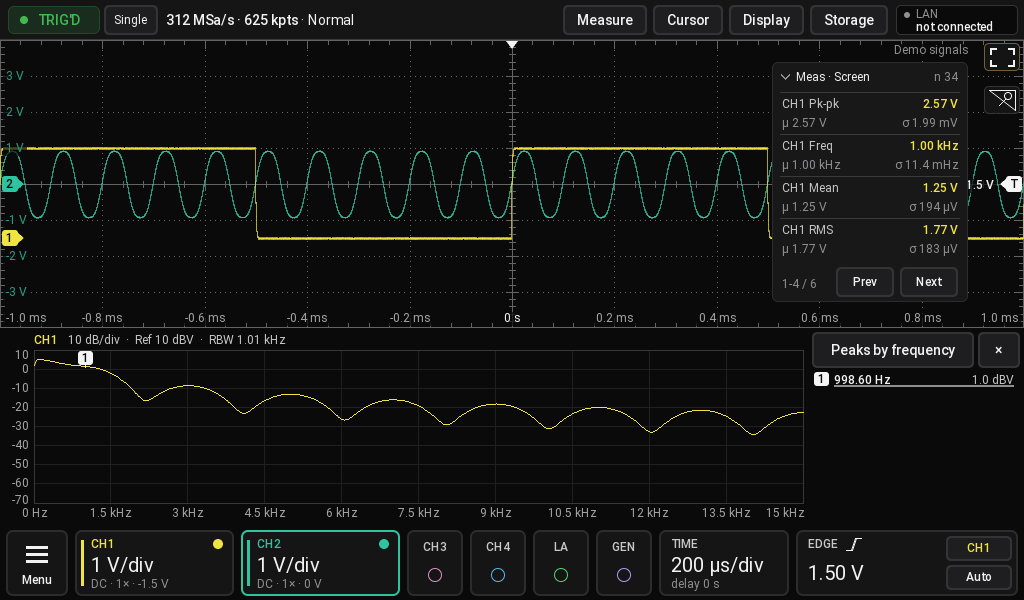 TRIG'D
Single
312 MSa/s · 625 kpts · Normal
Measure
Cursor
Display
Storage
LAN
not connected
Demo signals
3 V
2 V
1 V
-1 V
-2 V
-3 V
2
1
1.5 V
T
Meas · Screen
n 34
CH1 Pk-pk
2.57 V
μ 2.57 V
σ 1.99 mV
CH1 Freq
1.00 kHz
μ 1.00 kHz
σ 11.4 mHz
CH1 Mean
1.25 V
μ 1.25 V
σ 194 μV
CH1 RMS
1.77 V
μ 1.77 V
σ 183 μV
1-4 / 6
Prev
Next
-1.0 ms
-0.8 ms
-0.6 ms
-0.4 ms
-0.2 ms
0 s
0.2 ms
0.4 ms
0.6 ms
0.8 ms
1.0 ms
CH1 10 dB/div · Ref 10 dBV · RBW 1.01 kHz
1
10
0
-10
-20
-30
-40
-50
-60
-70
0 Hz
1.5 kHz
3 kHz
4.5 kHz
6 kHz
7.5 kHz
9 kHz
10.5 kHz
12 kHz
13.5 kHz
15 kHz
Peaks by frequency
×
1
998.60 Hz
1.0 dBV
Menu
CH1
1 V/div
DC · 1× · -1.5 V
CH2
1 V/div
DC · 1× · 0 V
CH3
CH4
LA
GEN
TIME
200 μs/div
delay 0 s
EDGE
1.50 V
CH1
Auto